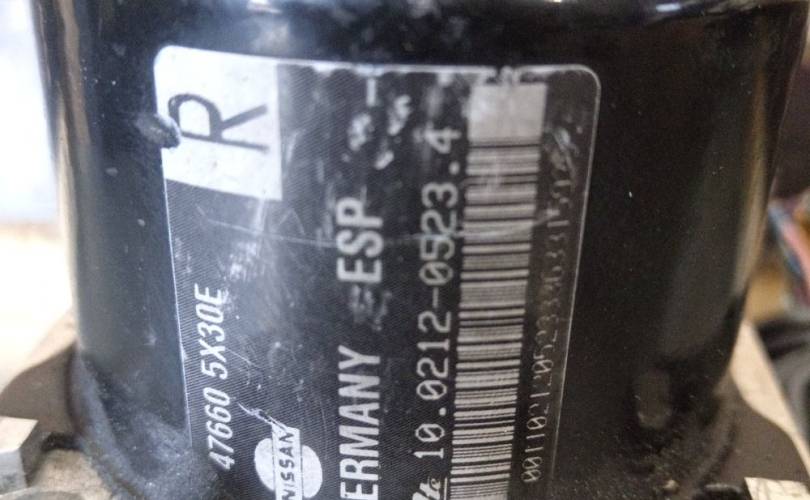 R
47660 5X30E
NISSAN
ERMANY ESP
10.0212-0523.4